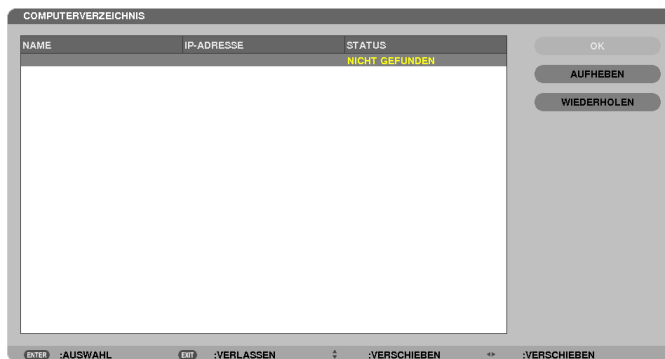 COMPUTERVERZEICHNIS
NAME IP-ADRESSE STATUS
NICHT GEFUNDEN
OK
AUFHEBEN
WIEDERHOLEN
ENTER :AUSWAHL EXIT :VERLASSEN :VERSCHIEBEN :VERSCHIEBEN